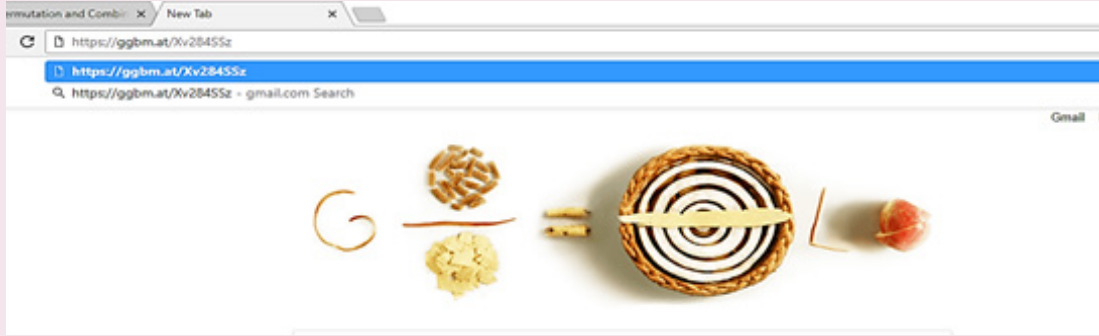 ermutation and Combin
New Tab
https://ggbm.at/Xv284SSz
https://ggbm.at/Xv284SSz
https://ggbm.at/Xv284SSz - gmail.com Search
Gmail